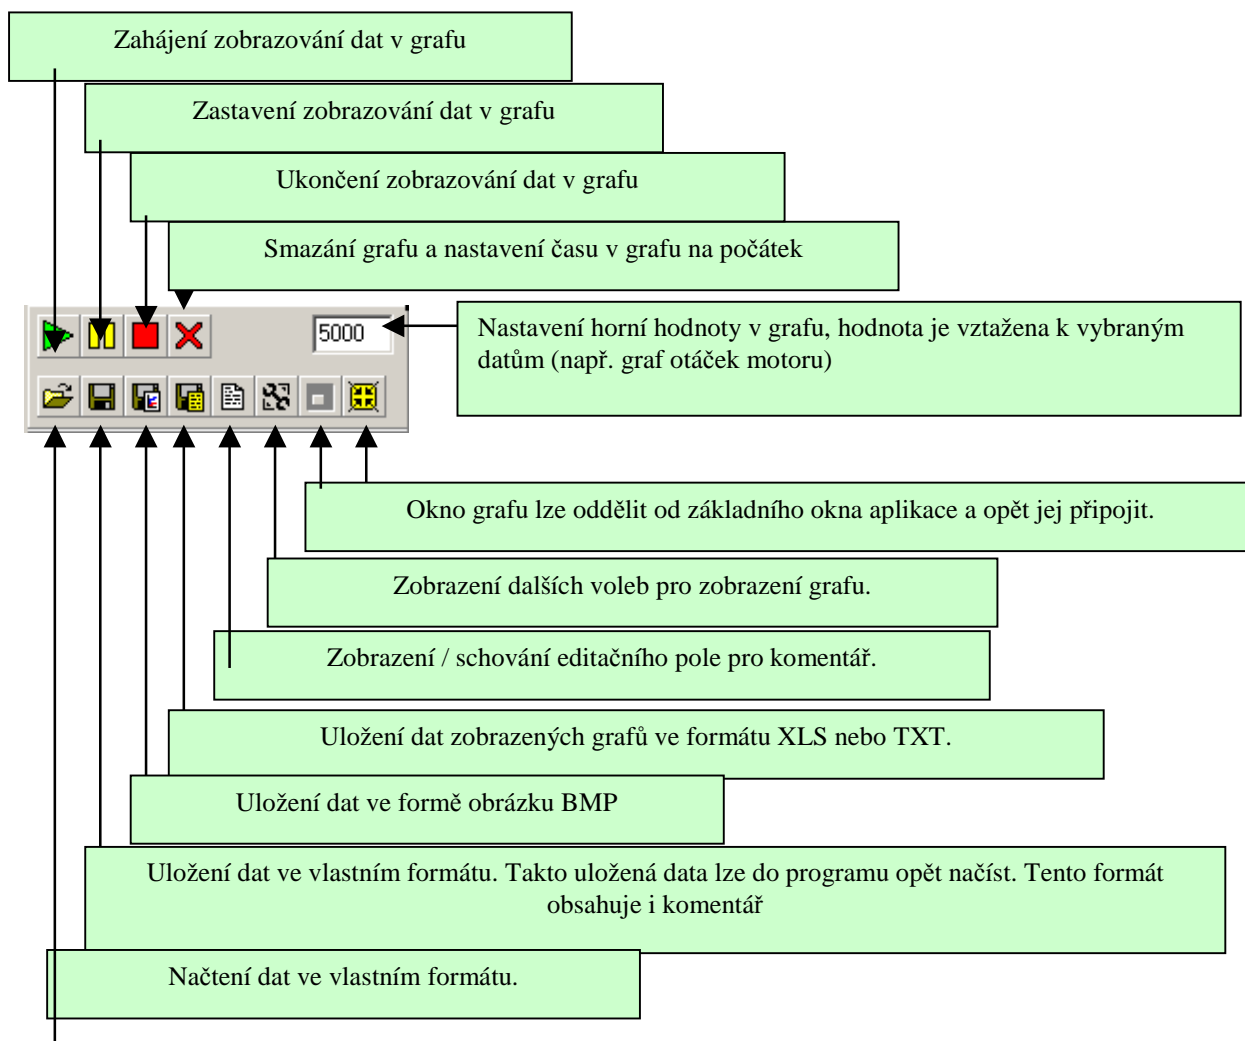 Zahájení zobrazování dat v grafu
Zastavení zobrazování dat v grafu
Ukončení zobrazování dat v grafu
Smazání grafu a nastavení času v grafu na počátek
5000
Nastavení horní hodnoty v grafu, hodnota je vztažena k vybraným
datům (např. graf otáček motoru)
Okno grafu lze oddělit od základního okna aplikace a opět jej připojit.
Zobrazení dalších voleb pro zobrazení grafu.
Zobrazení / schování editačního pole pro komentář.
Uložení dat zobrazených grafů ve formátu XLS nebo TXT.
Uložení dat ve formě obrázku BMP
Uložení dat ve vlastním formátu. Takto uložená data lze do programu opět načíst. Tento formát
obsahuje i komentář
Načtení dat ve vlastním formátu.